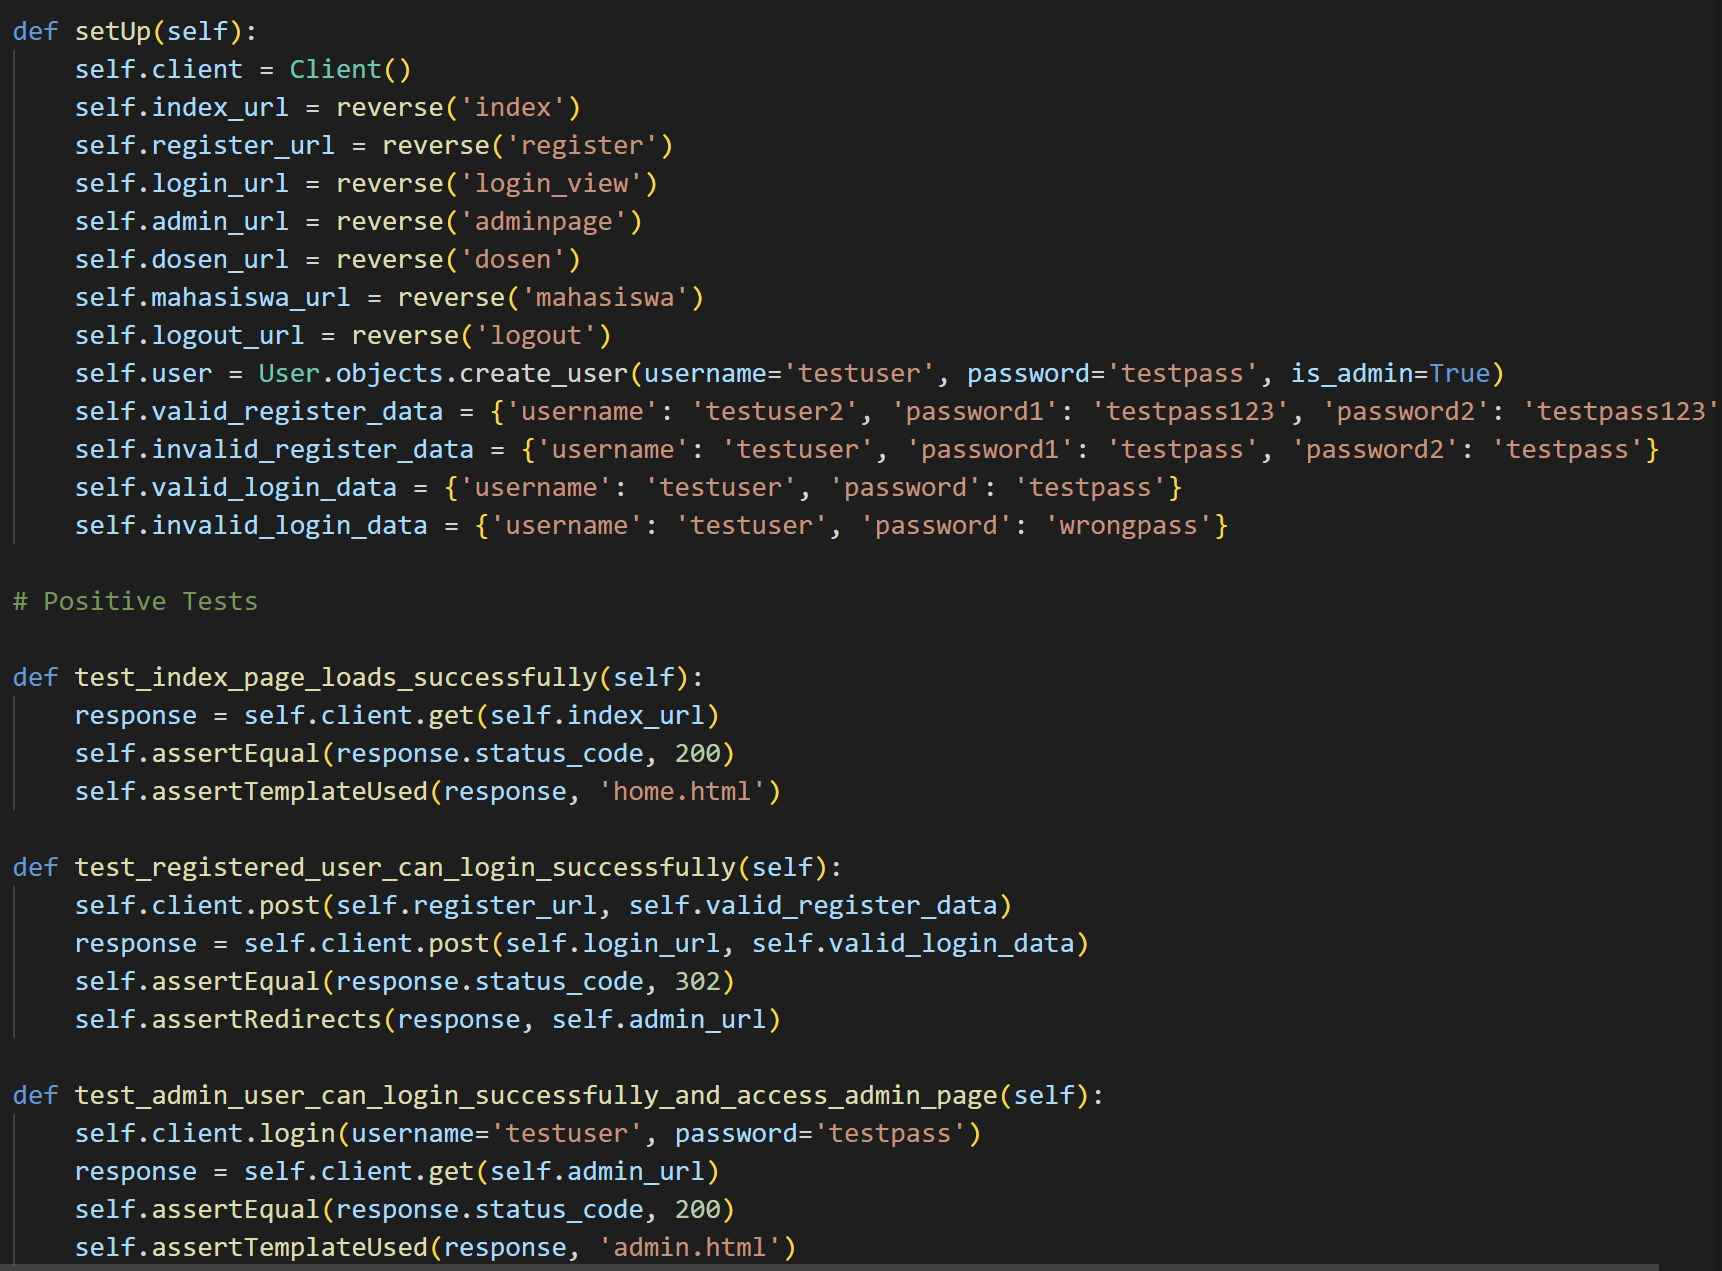 def setUp(self):
    self.client = Client()
    self.index_url = reverse('index')
    self.register_url = reverse('register')
    self.login_url = reverse('login_view')
    self.admin_url = reverse('adminpage')
    self.dosen_url = reverse('dosen')
    self.mahasiswa_url = reverse('mahasiswa')
    self.logout_url = reverse('logout')
    self.user = User.objects.create_user(username='testuser', password='testpass', is_admin=True)
    self.valid_register_data = {'username': 'testuser2', 'password1': 'testpass123', 'password2': 'testpass123'
    self.invalid_register_data = {'username': 'testuser', 'password1': 'testpass', 'password2': 'testpass'}
    self.valid_login_data = {'username': 'testuser', 'password': 'testpass'}
    self.invalid_login_data = {'username': 'testuser', 'password': 'wrongpass'}

# Positive Tests

def test_index_page_loads_successfully(self):
    response = self.client.get(self.index_url)
    self.assertEqual(response.status_code, 200)
    self.assertTemplateUsed(response, 'home.html')

def test_registered_user_can_login_successfully(self):
    self.client.post(self.register_url, self.valid_register_data)
    response = self.client.post(self.login_url, self.valid_login_data)
    self.assertEqual(response.status_code, 302)
    self.assertRedirects(response, self.admin_url)

def test_admin_user_can_login_successfully_and_access_admin_page(self):
    self.client.login(username='testuser', password='testpass')
    response = self.client.get(self.admin_url)
    self.assertEqual(response.status_code, 200)
    self.assertTemplateUsed(response, 'admin.html')